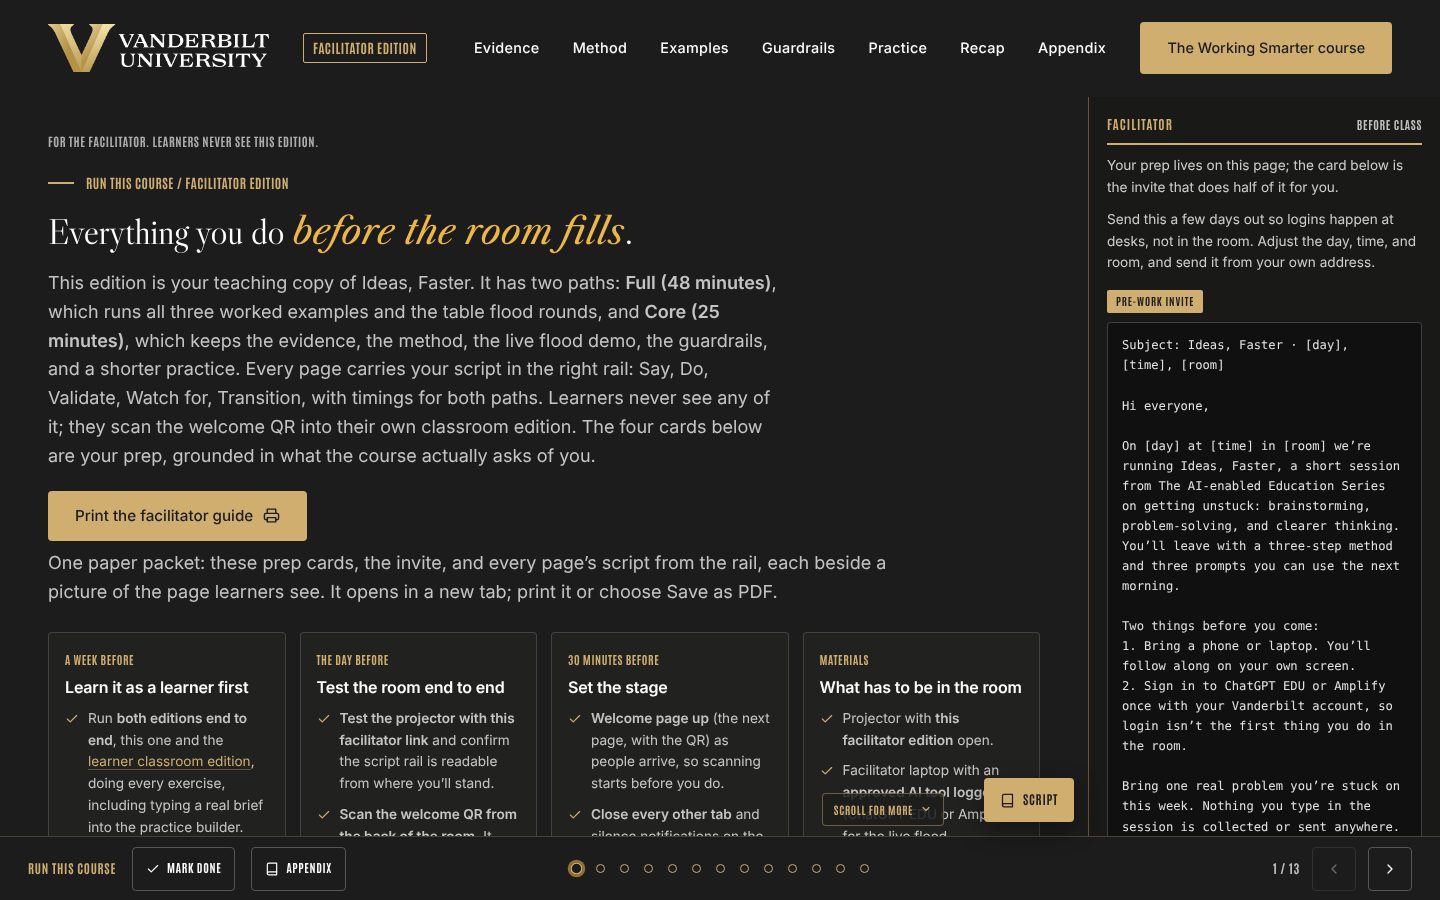 VANDERBILT
UNIVERSITY
FACILITATOR EDITION
Evidence
Method
Examples
Guardrails
Practice
Recap
Appendix
The Working Smarter course
FOR THE FACILITATOR. LEARNERS NEVER SEE THIS EDITION.
RUN THIS COURSE / FACILITATOR EDITION
Everything you do before the room fills.
This edition is your teaching copy of Ideas, Faster. It has two paths: Full (48 minutes),
which runs all three worked examples and the table flood rounds, and Core (25
minutes), which keeps the evidence, the method, the live flood demo, the guardrails,
and a shorter practice. Every page carries your script in the right rail: Say, Do,
Validate, Watch for, Transition, with timings for both paths. Learners never see any of
it; they scan the welcome QR into their own classroom edition. The four cards below
are your prep, grounded in what the course actually asks of you.
Print the facilitator guide
One paper packet: these prep cards, the invite, and every page’s script from the rail, each beside a
picture of the page learners see. It opens in a new tab; print it or choose Save as PDF.
A WEEK BEFORE
Learn it as a learner first
Run both editions end to
end, this one and the
learner classroom edition,
doing every exercise,
including typing a real brief
into the practice builder.
THE DAY BEFORE
Test the room end to end
Test the projector with this
facilitator link and confirm
the script rail is readable
from where you’ll stand.
Scan the welcome QR from
the back of the room. It
30 MINUTES BEFORE
Set the stage
Welcome page up (the next
page, with the QR) as
people arrive, so scanning
starts before you do.
Close every other tab and
silence notifications on the
MATERIALS
What has to be in the room
Projector with this
facilitator edition open.
Facilitator laptop with an
approved AI tool logge
or Amp
for the live flood
SCROLL FOR MORE
SCRIPT
FACILITATOR
BEFORE CLASS
Your prep lives on this page; the card below is
the invite that does half of it for you.
Send this a few days out so logins happen at
desks, not in the room. Adjust the day, time, and
room, and send it from your own address.
PRE-WORK INVITE
Subject: Ideas, Faster · [day],
[time], [room]
Hi everyone,
On [day] at [time] in [room] we’re
running Ideas, Faster, a short session
from The AI-enabled Education Series
on getting unstuck: brainstorming,
problem-solving, and clearer thinking.
You’ll leave with a three-step method
and three prompts you can use the next
morning.
Two things before you come:
1. Bring a phone or laptop. You’ll
follow along on your own screen.
2. Sign in to ChatGPT EDU or Amplify
once with your Vanderbilt account, so
login isn’t the first thing you do in
the room.
Bring one real problem you’re stuck on
this week. Nothing you type in the
session is collected or sent anywhere.
RUN THIS COURSE
MARK DONE
APPENDIX
1 / 13